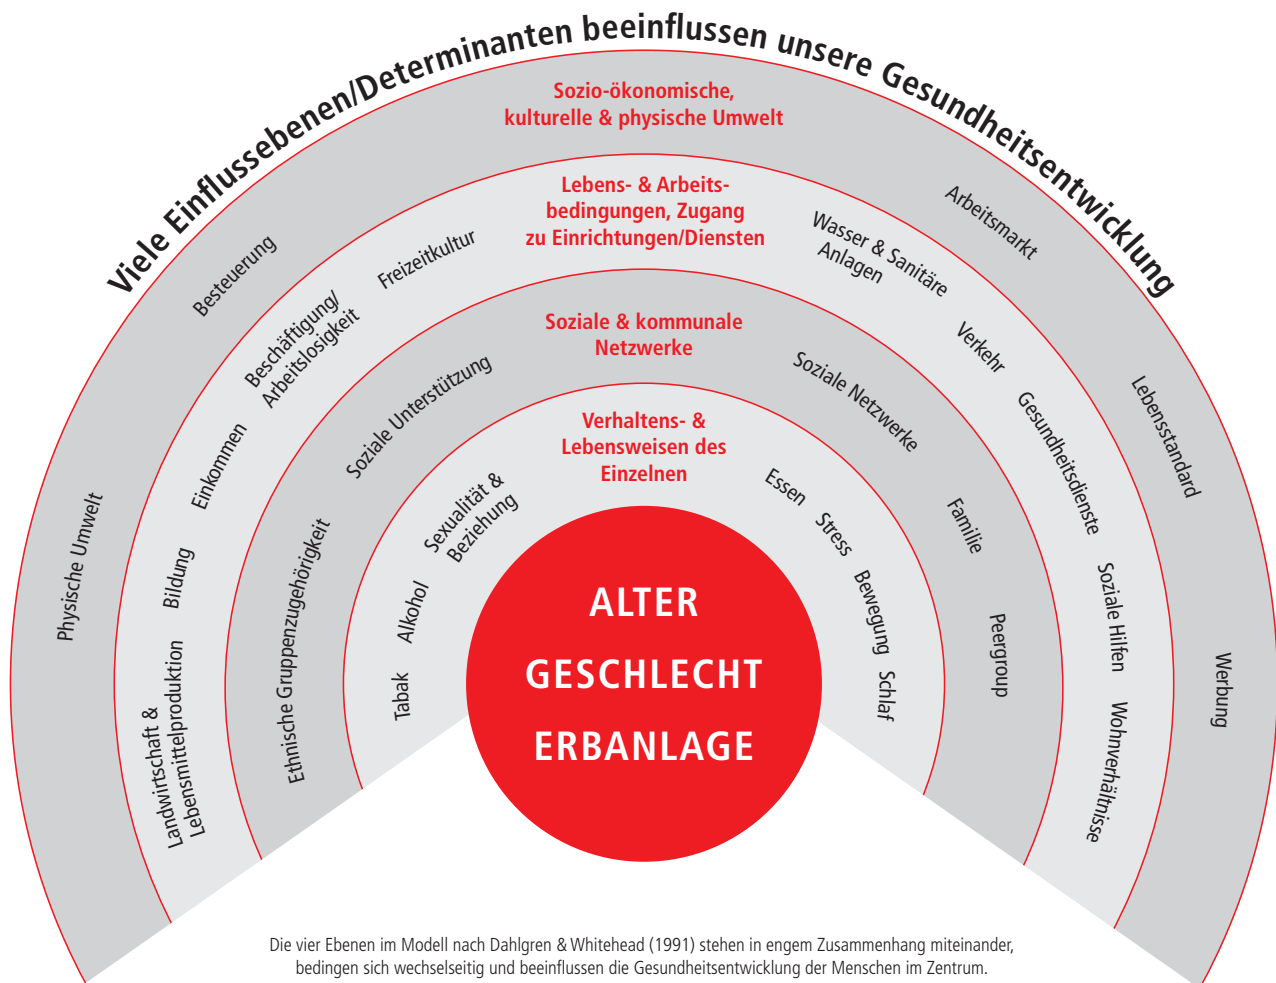 Viele Einflussebenen/Determinanten beeinflussen unsere Gesundheitsentwicklung
Sozio-ökonomische,
kulturelle & physische Umwelt
Physische Umwelt
Besteuerung
Arbeitsmarkt
Lebensstandard
Werbung
Lebens- & Arbeits-
bedingungen, Zugang
zu Einrichtungen/Diensten
Landwirtschaft &
Lebensmittelproduktion
Bildung
Einkommen
Beschäftigung/
Arbeitslosigkeit
Freizeitkultur
Wasser & Sanitäre
Anlagen
Verkehr
Gesundheitsdienste
Soziale Hilfen
Wohnverhältnisse
Soziale & kommunale
Netzwerke
Ethnische Gruppenzugehörigkeit
Soziale Unterstützung
Soziale Netzwerke
Familie
Peergroup
Verhaltens- &
Lebensweisen des
Einzelnen
Tabak
Alkohol
Sexualität &
Beziehung
Essen
Stress
Bewegung
Schlaf
ALTER
GESCHLECHT
ERBANLAGE
Die vier Ebenen im Modell nach Dahlgren & Whitehead (1991) stehen in engem Zusammenhang miteinander,
bedingen sich wechselseitig und beeinflussen die Gesundheitsentwicklung der Menschen im Zentrum.